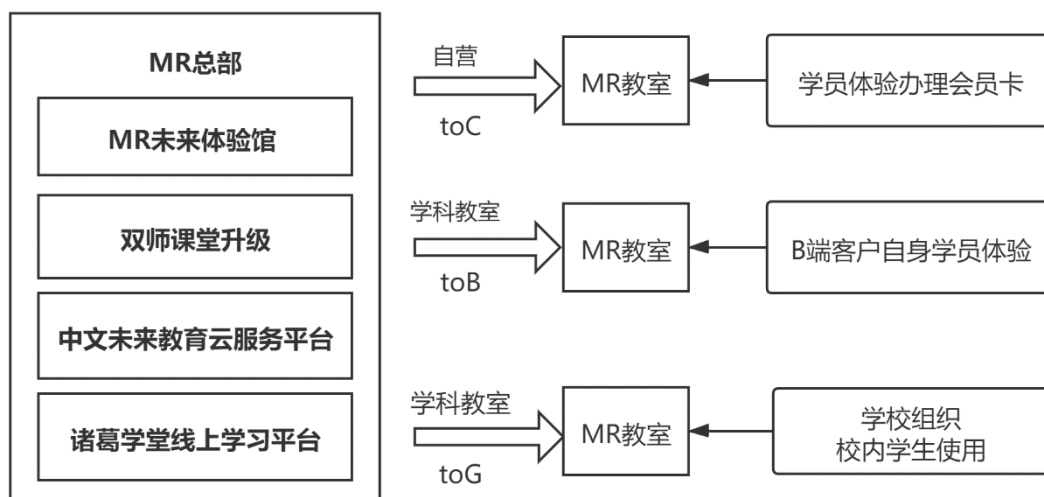 MR总部
MR未来体验馆
双师课堂升级
中文未来教育云服务平台
诸葛学堂线上学习平台
自营
toC
MR教室
学员体验办理会员卡
学科教室
toB
MR教室
B端客户自身学员体验
学科教室
toG
MR教室
学校组织
校内学生使用